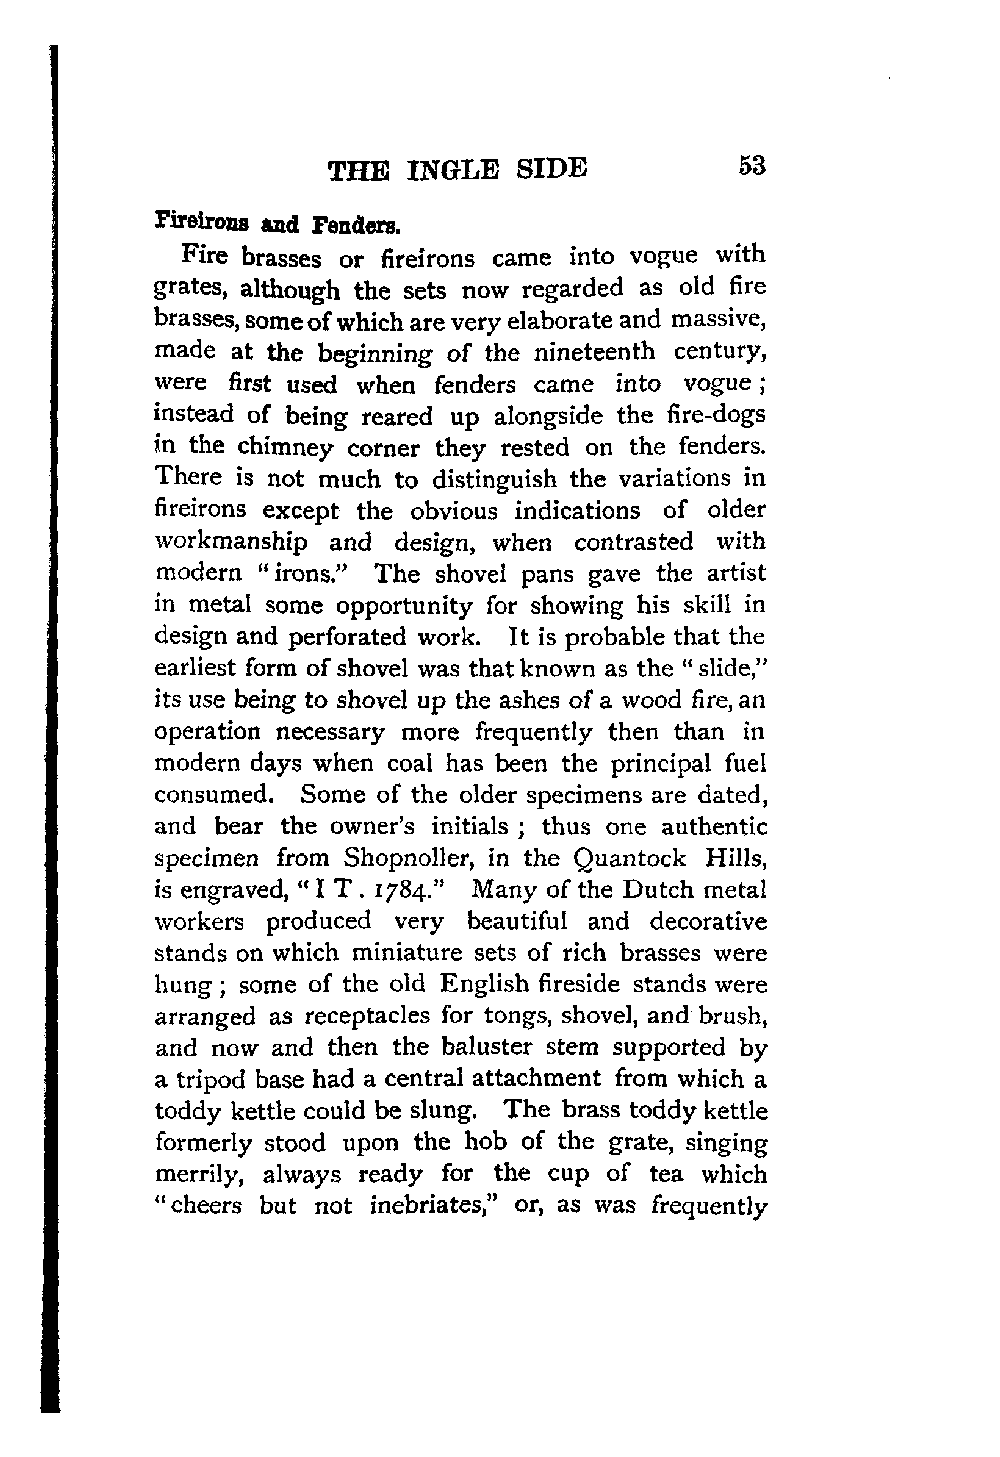 THE INGLE SIDE 53
Fireirons and Fenders.
Fire brasses or fireirons came into vogue with
grates, although the sets now regarded as old fire
brasses, some of which are very elaborate and massive,
made at the beginning of the nineteenth century,
were first used when fenders came into vogue ;
instead of being reared up alongside the fire-dogs
in the chimney corner they rested on the fenders.
There is not much to distinguish the variations in
fireirons except the obvious indications of older
workmanship and design, when contrasted with
modern "irons." The shovel pans gave the artist
in metal some opportunity for showing his skill in
design and perforated work. It is probable that the
earliest form of shovel was that known as the "slide,"
its use being to shovel up the ashes of a wood fire, an
operation necessary more frequently then than in
modern days when coal has been the principal fuel
consumed. Some of the older specimens are dated,
and bear the owner's initials ; thus one authentic
specimen from Shopnoller, in the Quantock Hills,
is engraved, "I T . 1784." Many of the Dutch metal
workers produced very beautiful and decorative
stands on which miniature sets of rich brasses were
hung ; some of the old English fireside stands were
arranged as receptacles for tongs, shovel, and brush,
and now and then the baluster stem supported by
a tripod base had a central attachment from which a
toddy kettle could be slung. The brass toddy kettle
formerly stood upon the hob of the grate, singing
merrily, always ready for the cup of tea which
"cheers but not inebriates," or, as was frequently